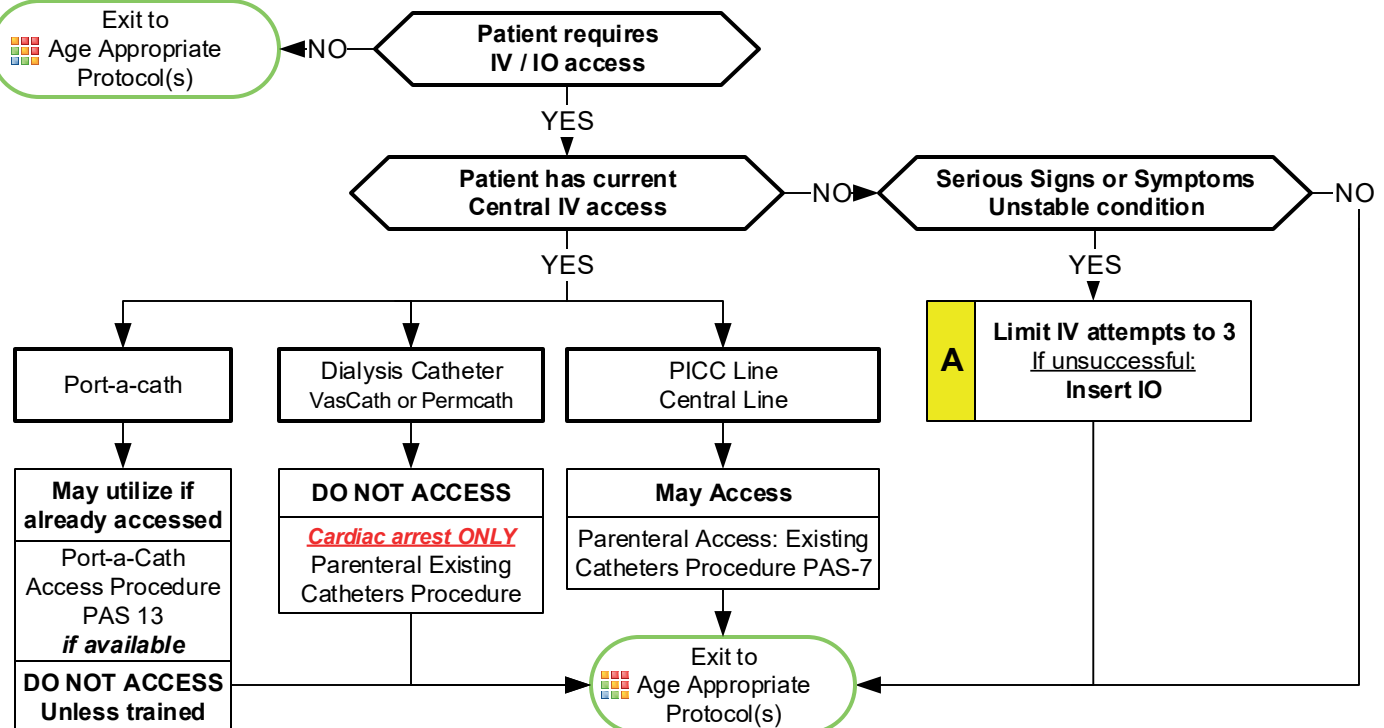 Exit to
Age Appropriate
Protocol(s)
NO
Patient requires
IV / IO access
YES
Patient has current
Central IV access
NO
Serious Signs or Symptoms
Unstable condition
NO
YES
YES
Port-a-cath
Dialysis Catheter
VasCath or Permcath
PICC Line
Central Line
A
Limit IV attempts to 3
If unsuccessful:
Insert IO
May utilize if
already accessed
Port-a-Cath
Access Procedure
PAS 13
if available
DO NOT ACCESS
Unless trained
DO NOT ACCESS
Cardiac arrest ONLY
Parenteral Existing
Catheters Procedure
May Access
Parenteral Access: Existing
Catheters Procedure PAS-7
Exit to
Age Appropriate
Protocol(s)